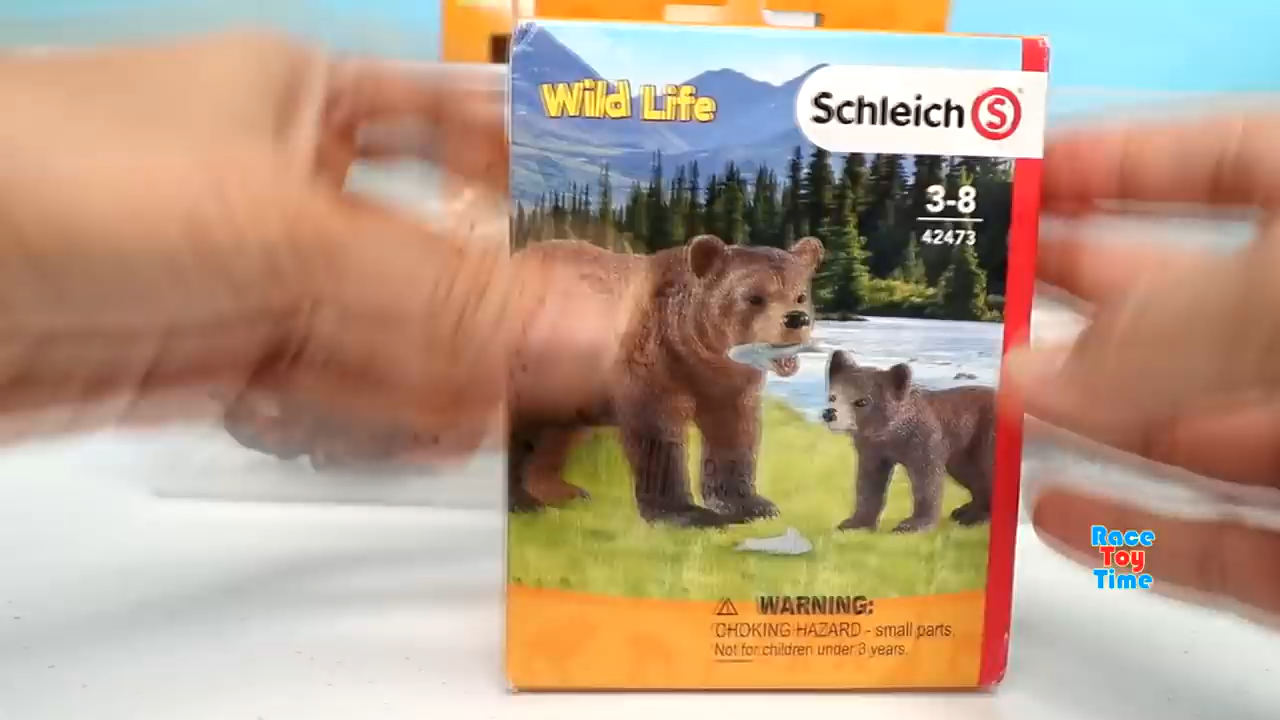 Wild Life
Schleich S
3-8
42473
WARNING:
CHOKING HAZARD - small parts.
Not for children under 3 years.
Race
Toy
Time